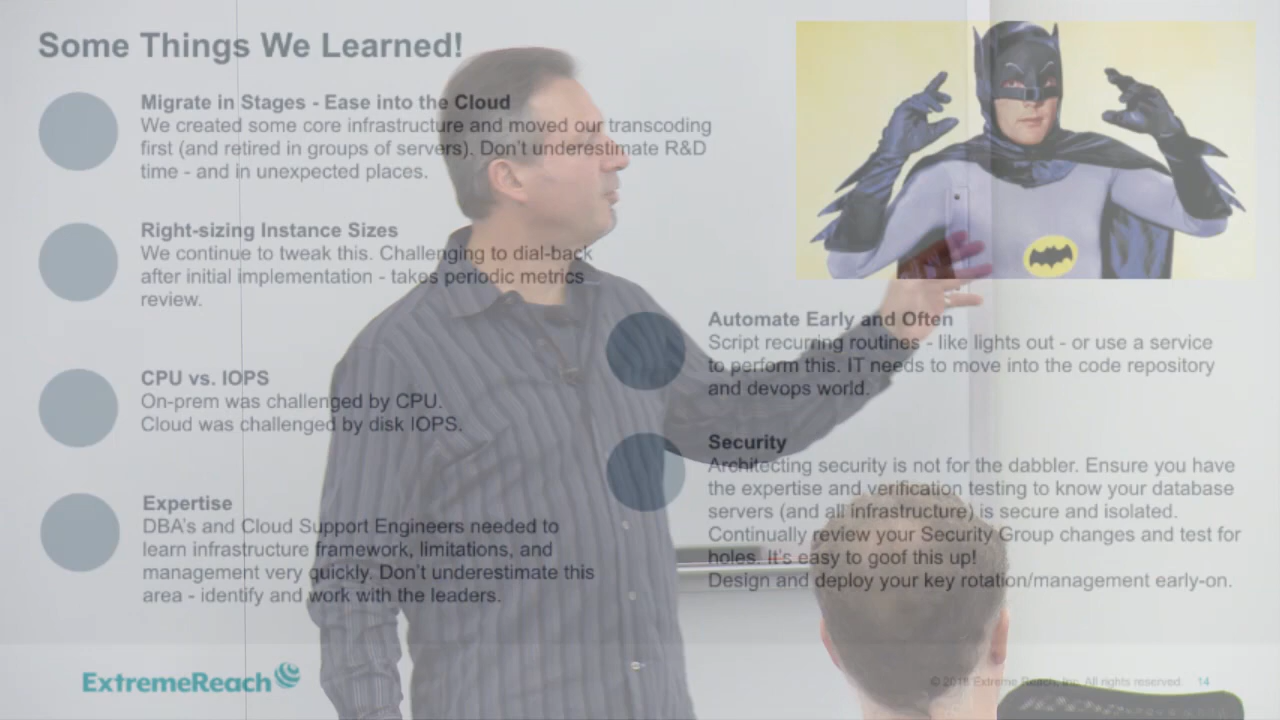 Some Things We Learned!
Migrate in Stages - Ease into the Cloud
We created some core infrastructure and moved our transcoding
first (and retired in groups of servers). Don't underestimate R&D
time - and in unexpected places.
Right-sizing Instance Sizes
We continue to tweak this. Challenging to dial-back
after initial implementation - takes periodic metrics
review.
CPU vs. IOPS
On-prem was challenged by CPU.
Cloud was challenged by disk IOPS.
Expertise
DBA's and Cloud Support Engineers needed to
learn infrastructure framework, limitations, and
management very quickly. Don't underestimate this
area - identify and work with the leaders.
Automate Early and Often
Script recurring routines - like lights out - or use a service
to perform this. IT needs to move into the code repository
and devops world.
Security
Architecting security is not for the dabbler. Ensure you have
the expertise and verification testing to know your database
servers (and all infrastructure) is secure and isolated.
Continually review your Security Group changes and test for
holes. It's easy to goof this up!
Design and deploy your key rotation/management early-on.
ExtremeReach
© Extreme Reach, Inc. All rights reserved. 14